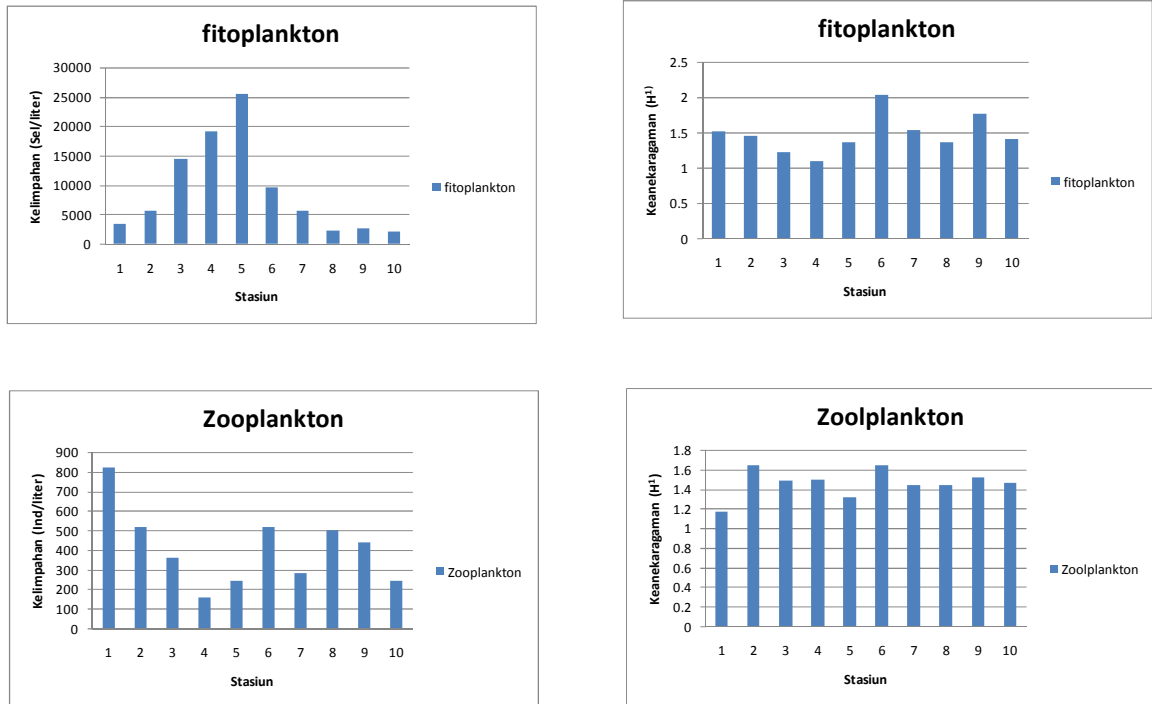 fitoplankton
Kelimpahan (Sel/liter)
30000
25000
20000
15000
10000
5000
0
1 2 3 4 5 6 7 8 9 10
Stasiun
fitoplankton
fitoplankton
Keanekaragaman (H¹⁾
2.5
2
1.5
1
0.5
0
1 2 3 4 5 6 7 8 9 10
Stasiun
fitoplankton
Zooplankton
Kelimpahan (Ind/liter)
900
800
700
600
500
400
300
200
100
0
1 2 3 4 5 6 7 8 9 10
Stasiun
Zooplankton
Zoolplankton
Keanekaragaman (H¹)
1.8
1.6
1.4
1.2
1
0.8
0.6
0.4
0.2
0
1 2 3 4 5 6 7 8 9 10
Stasiun
Zoolplankton